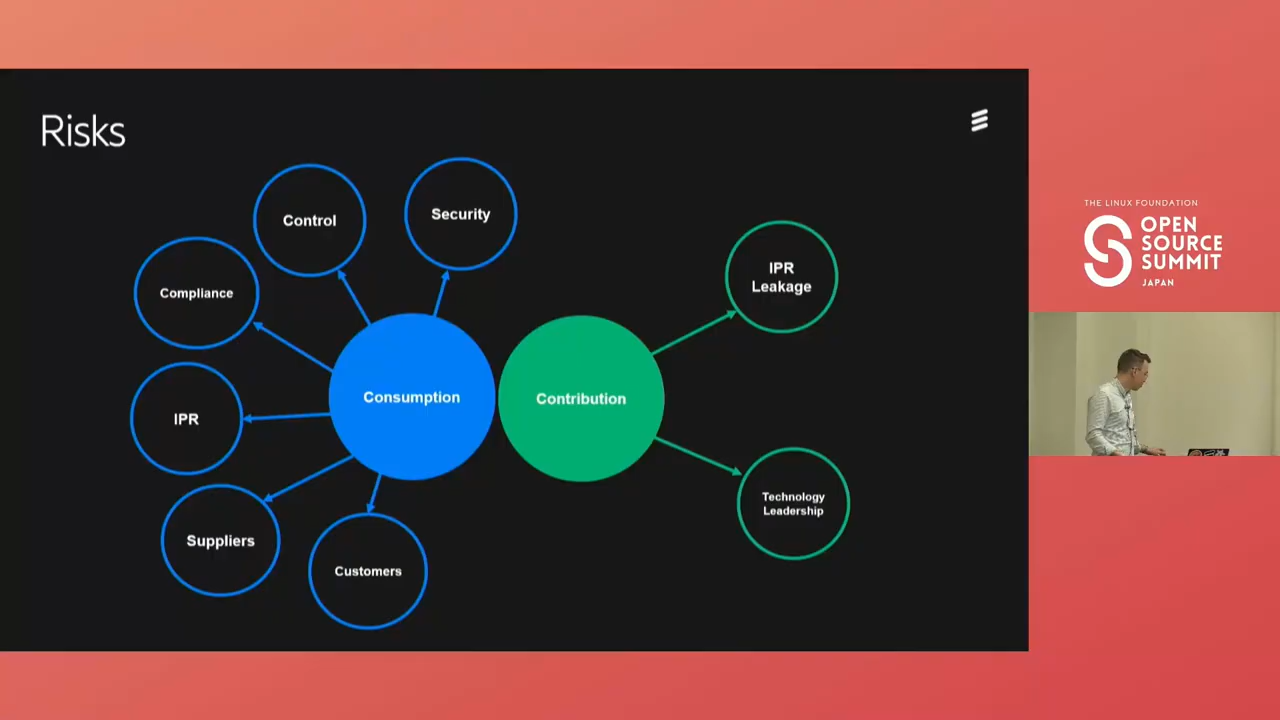 Risks
Control
Security
Compliance
IPR
Suppliers
Customers
Consumption
Contribution
IPR
Leakage
Technology
Leadership
THE LINUX FOUNDATION
OPEN
SOURCE
SUMMIT
JAPAN